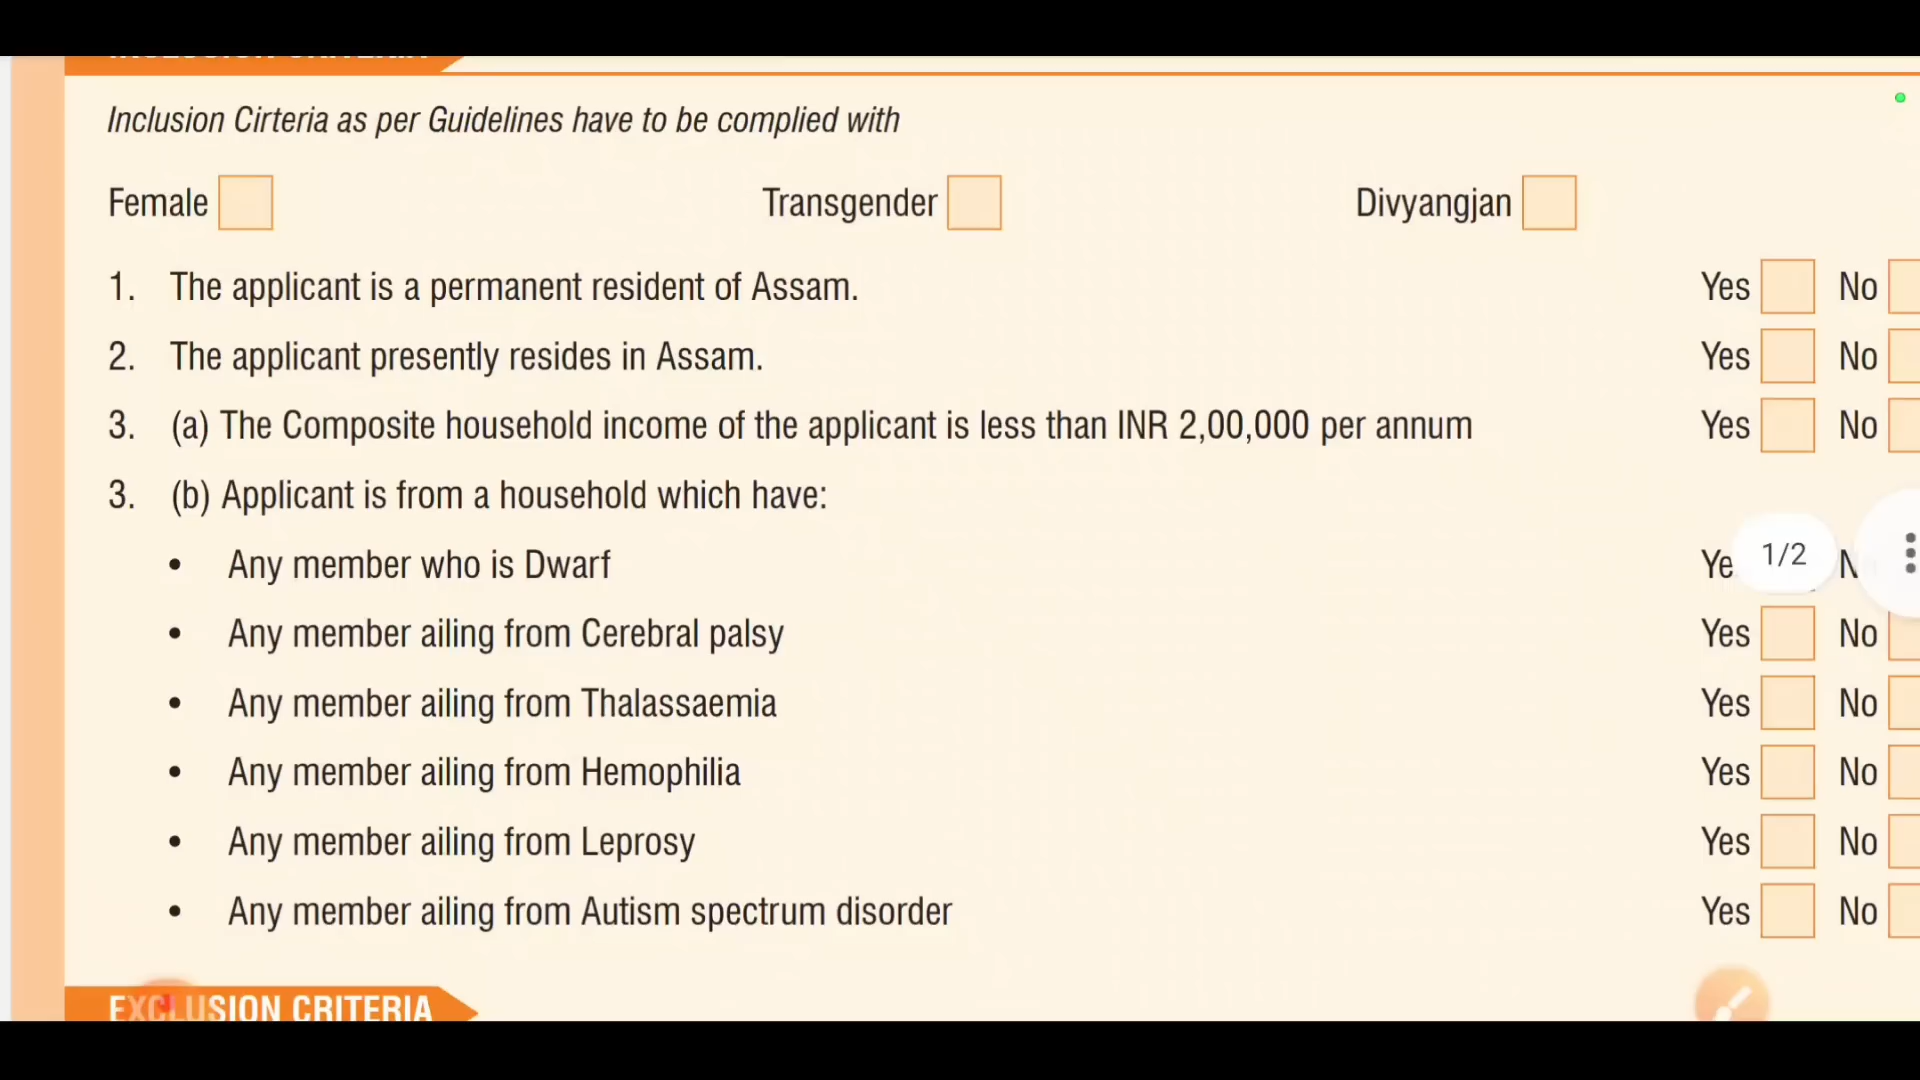 Inclusion Cirteria as per Guidelines have to be complied with
Female Transgender Divyangjan
1. The applicant is a permanent resident of Assam. Yes No
2. The applicant presently resides in Assam. Yes No
3. (a) The Composite household income of the applicant is less than INR 2,00,000 per annum Yes No
3. (b) Applicant is from a household which have:
• Any member who is Dwarf
1/2
• Any member ailing from Cerebral palsy Yes No
• Any member ailing from Thalassaemia Yes No
• Any member ailing from Hemophilia Yes No
• Any member ailing from Leprosy Yes No
• Any member ailing from Autism spectrum disorder Yes No
EXCLUSION CRITERIA